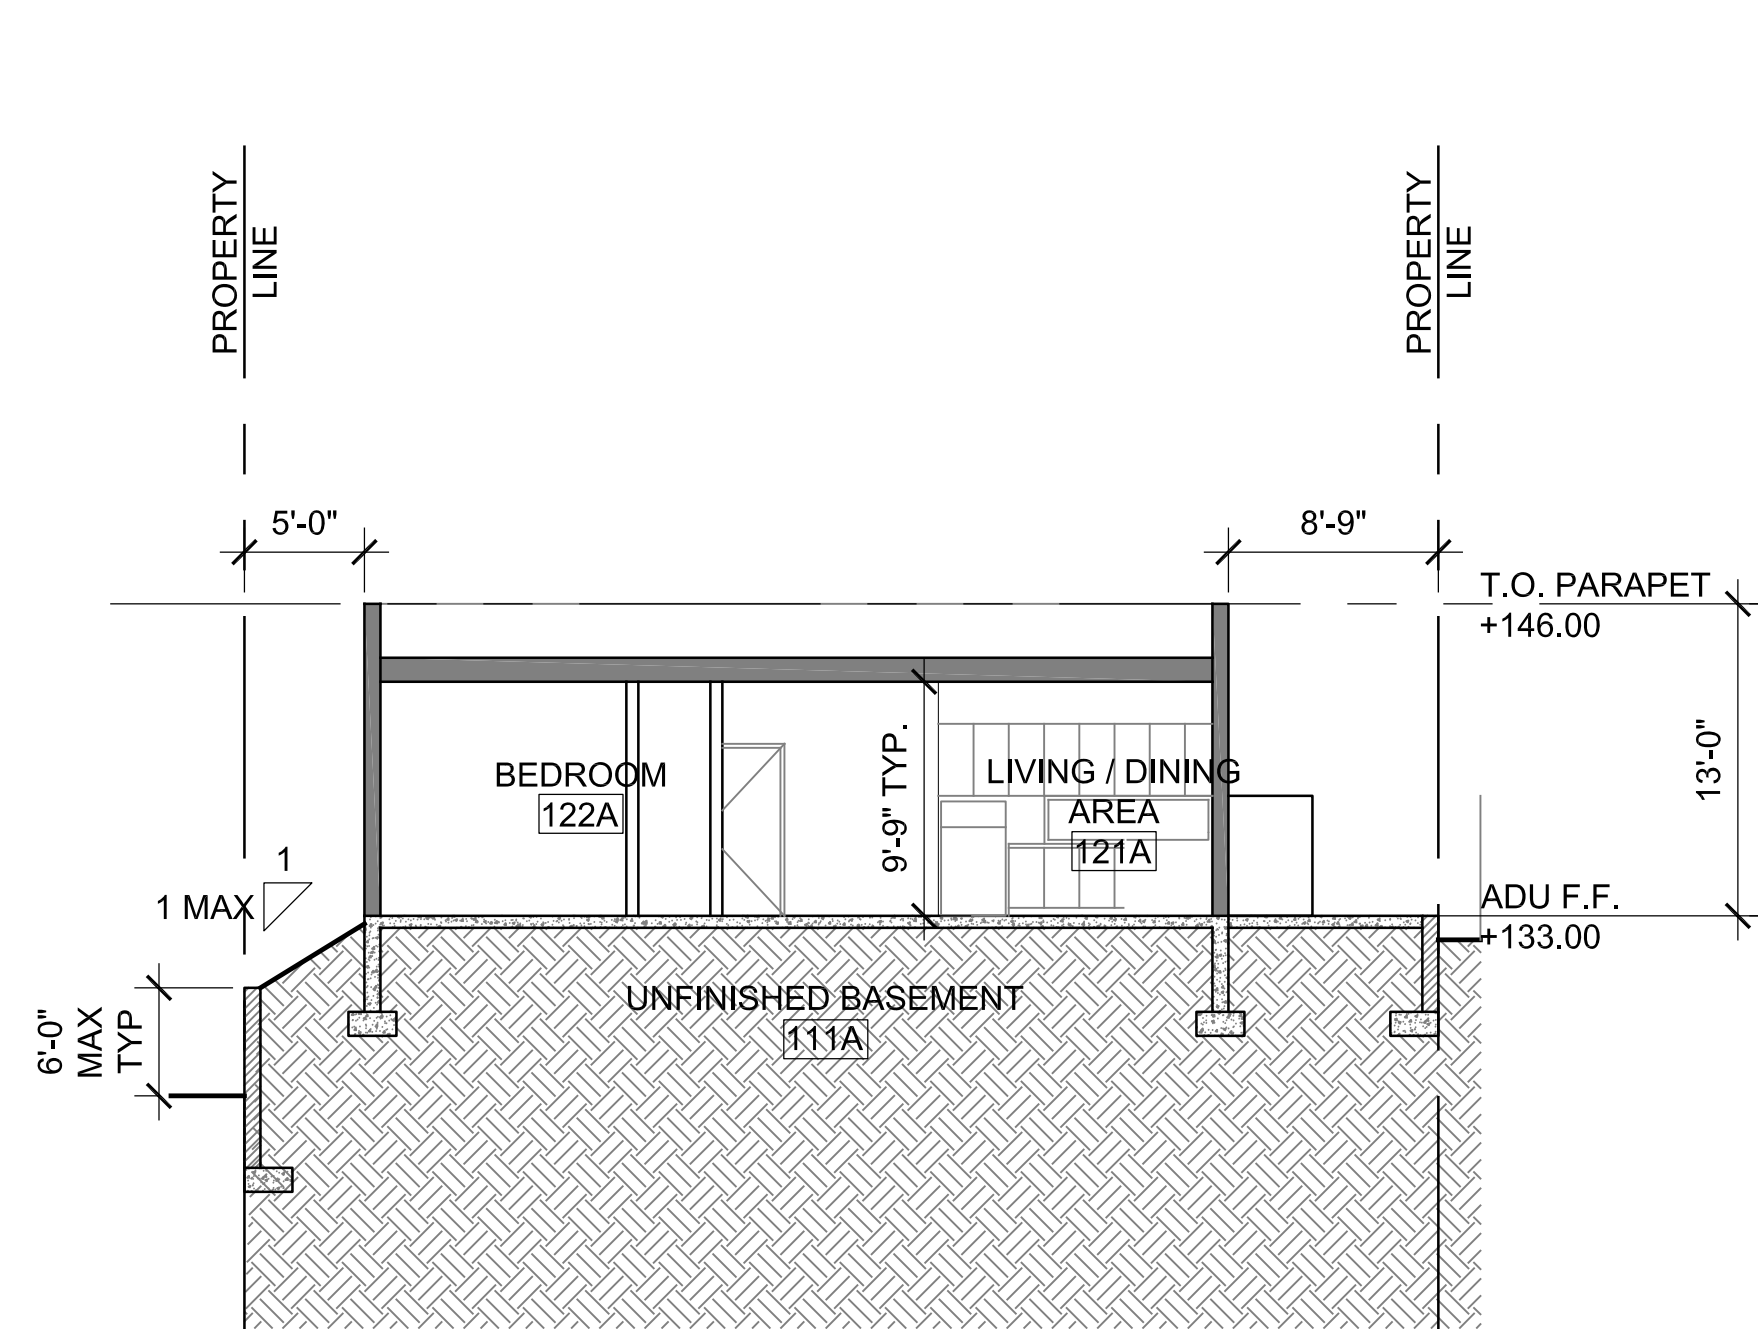 PROPERTY
LINE
PROPERTY
LINE
5'-0"
8'-9"
T.O. PARAPET
+146.00
13'-0"
9'-9" TYP.
BEDROOM
122A
LIVING / DINING
AREA
121A
1
1 MAX
ADU F.F.
+133.00
UNFINISHED BASEMENT
111A
6'-0"
MAX
TYP